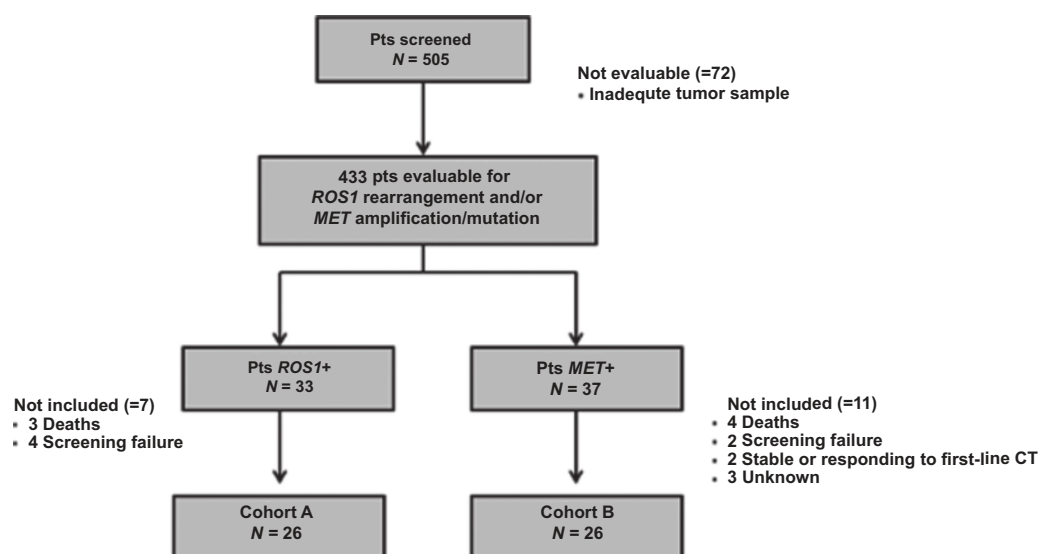 Pts screened
N = 505
Not evaluable (=72)
• Inadequte tumor sample
433 pts evaluable for
ROS1 rearrangement and/or
MET amplification/mutation
Pts ROS1+
N = 33
Pts MET+
N = 37
Not included (=7)
• 3 Deaths
• 4 Screening failure
Not included (=11)
• 4 Deaths
• 2 Screening failure
• 2 Stable or responding to first-line CT
• 3 Unknown
Cohort A
N = 26
Cohort B
N = 26